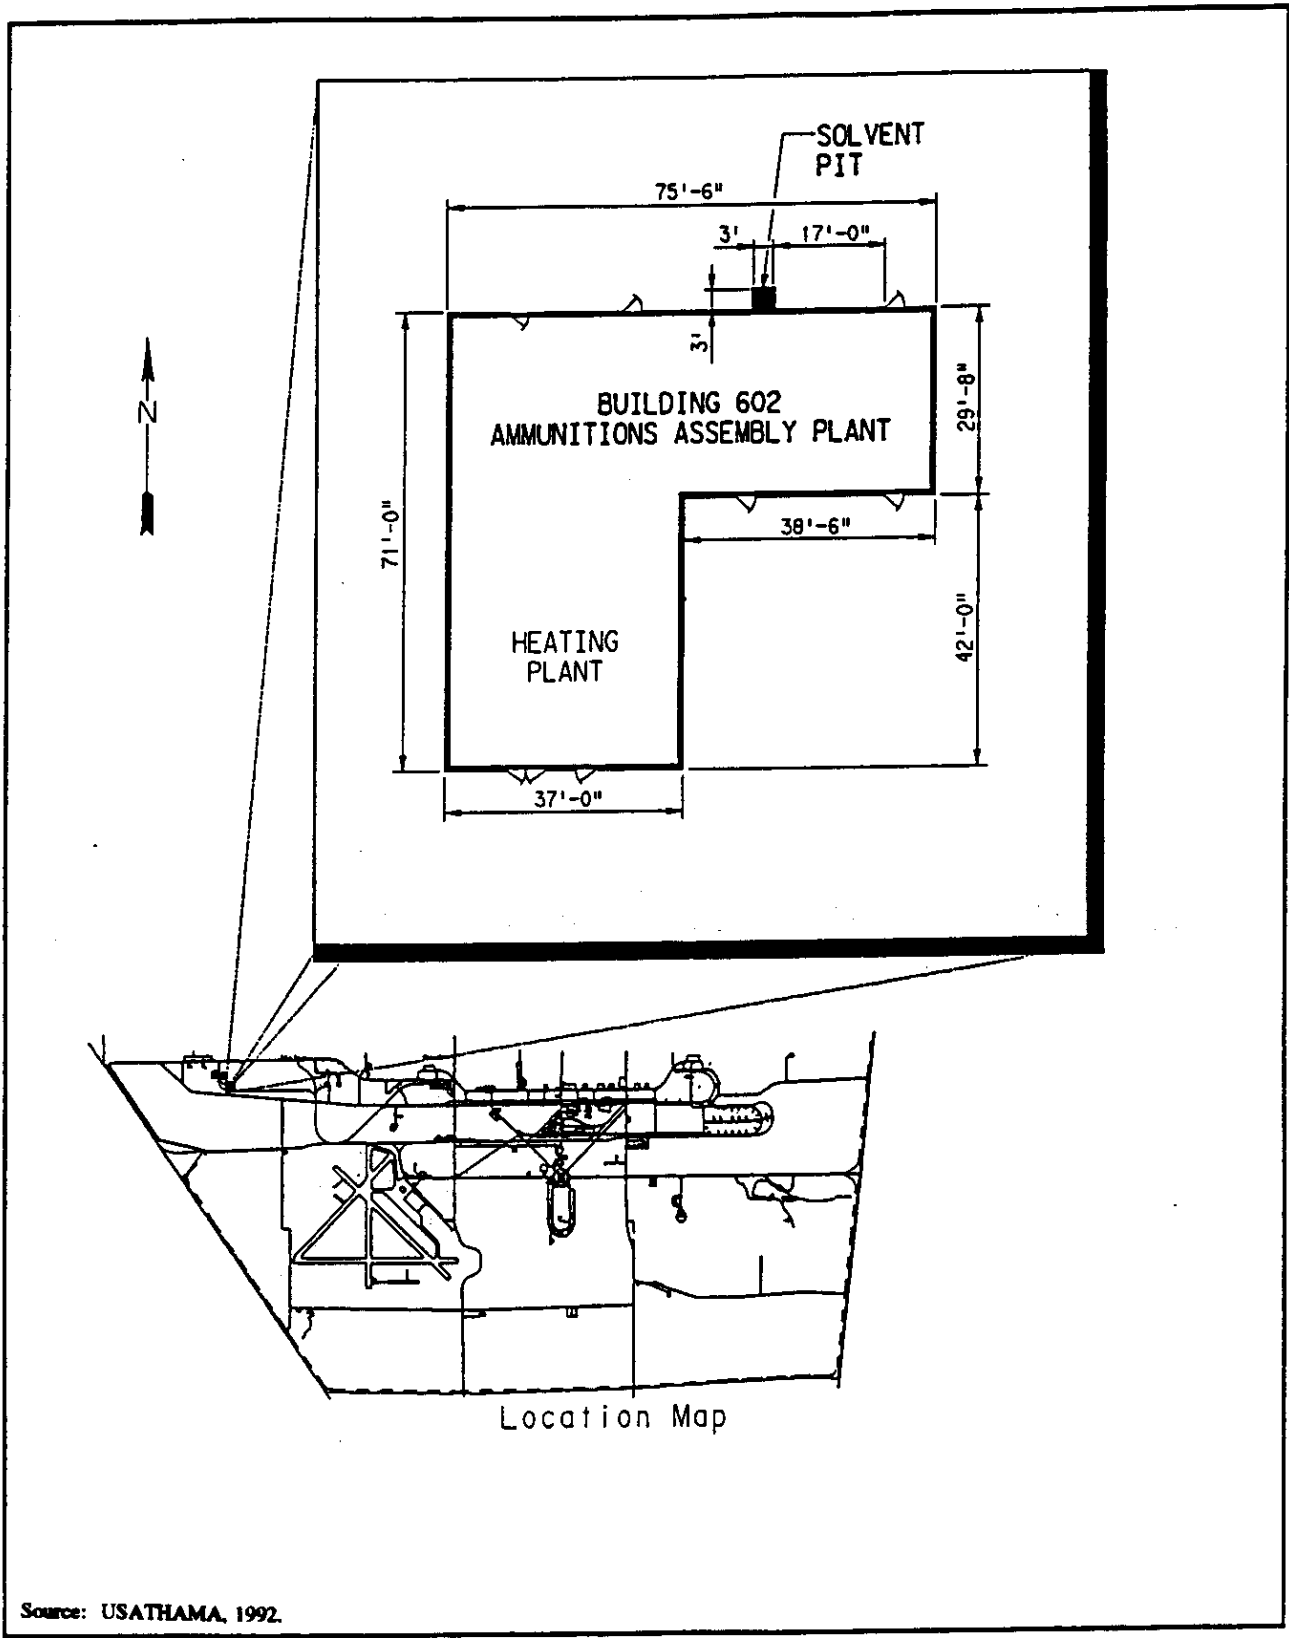 SOLVENT
PIT
75'-6"
3'
17'-0"
3'
N
BUILDING 602
AMMUNITIONS ASSEMBLY PLANT
29'-8"
71'-0"
38'-6"
42'-0"
HEATING
PLANT
37'-0"
Location Map
Source: USATHAMA, 1992.